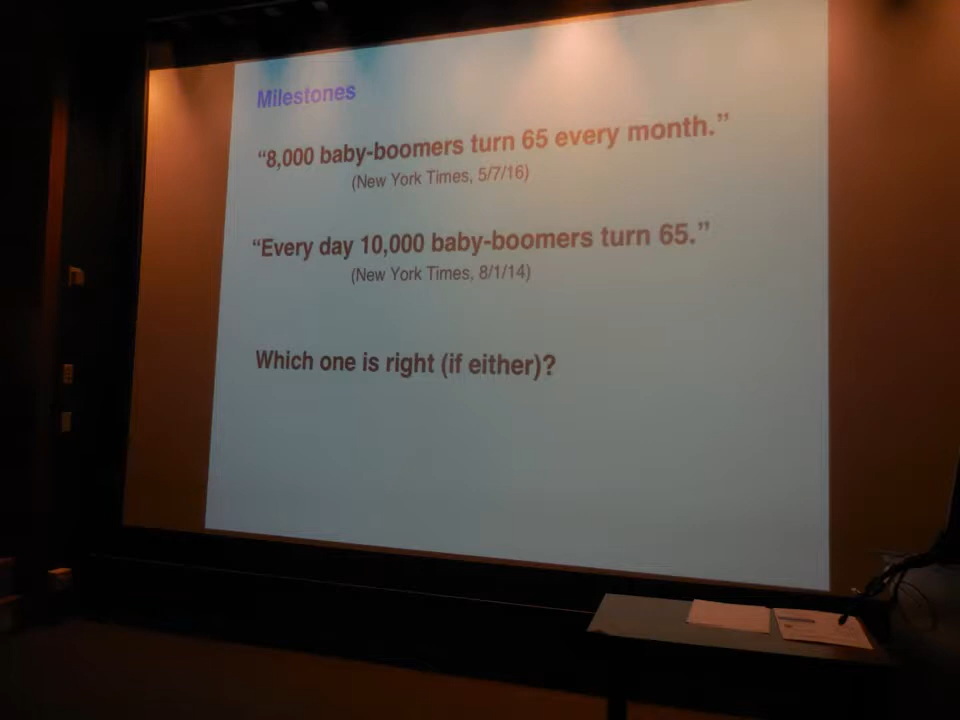 Milestones
“8,000 baby-boomers turn 65 every month.”
(New York Times, 5/7/16)
“Every day 10,000 baby-boomers turn 65.”
(New York Times, 8/1/14)
Which one is right (if either)?